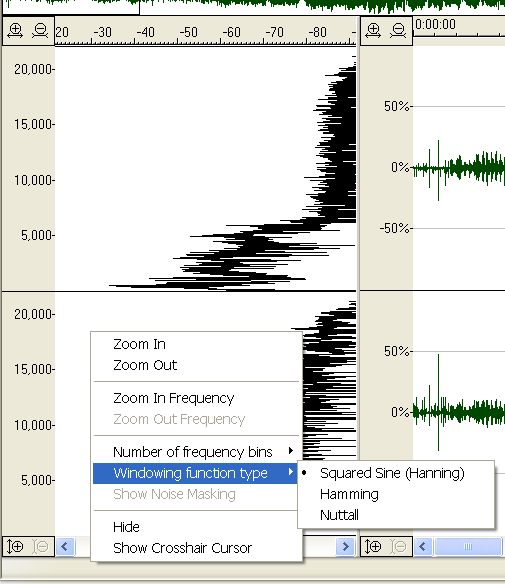 20 -30 -40 -50 -60 -70 -80
0:00:00
20,000
15,000
10,000
5,000
50%
0%
-50%
20,000
15,000
10,000
5,000
50%
0%
Zoom In
Zoom Out
Zoom In Frequency
Zoom Out Frequency
Number of frequency bins
Windowing function type
Show Noise Masking
Hide
Show Crosshair Cursor
Squared Sine (Hanning)
Hamming
Nuttall